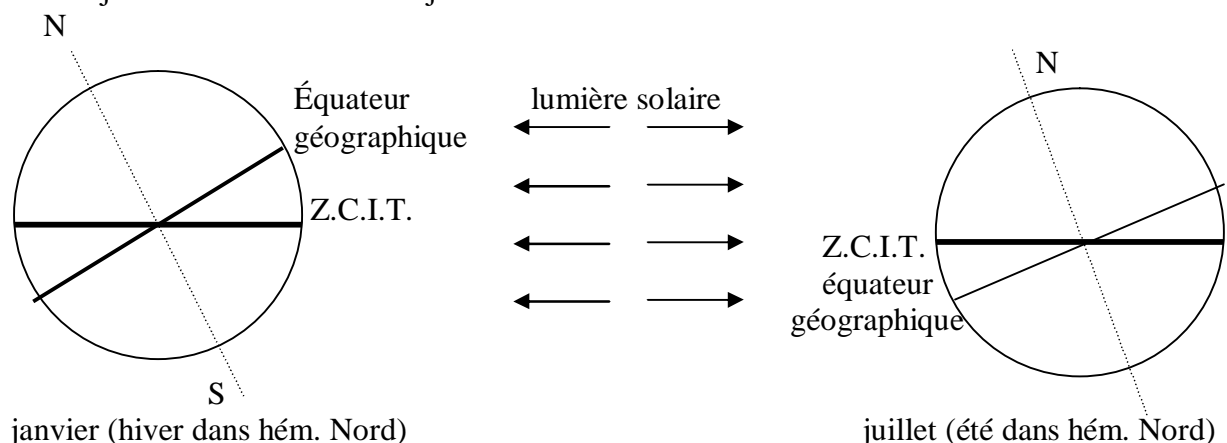 N
Équateur
géographique
Z.C.I.T.
S
janvier (hiver dans hém. Nord)
lumière solaire
N
Z.C.I.T.
équateur
géographique
juillet (été dans hém. Nord)